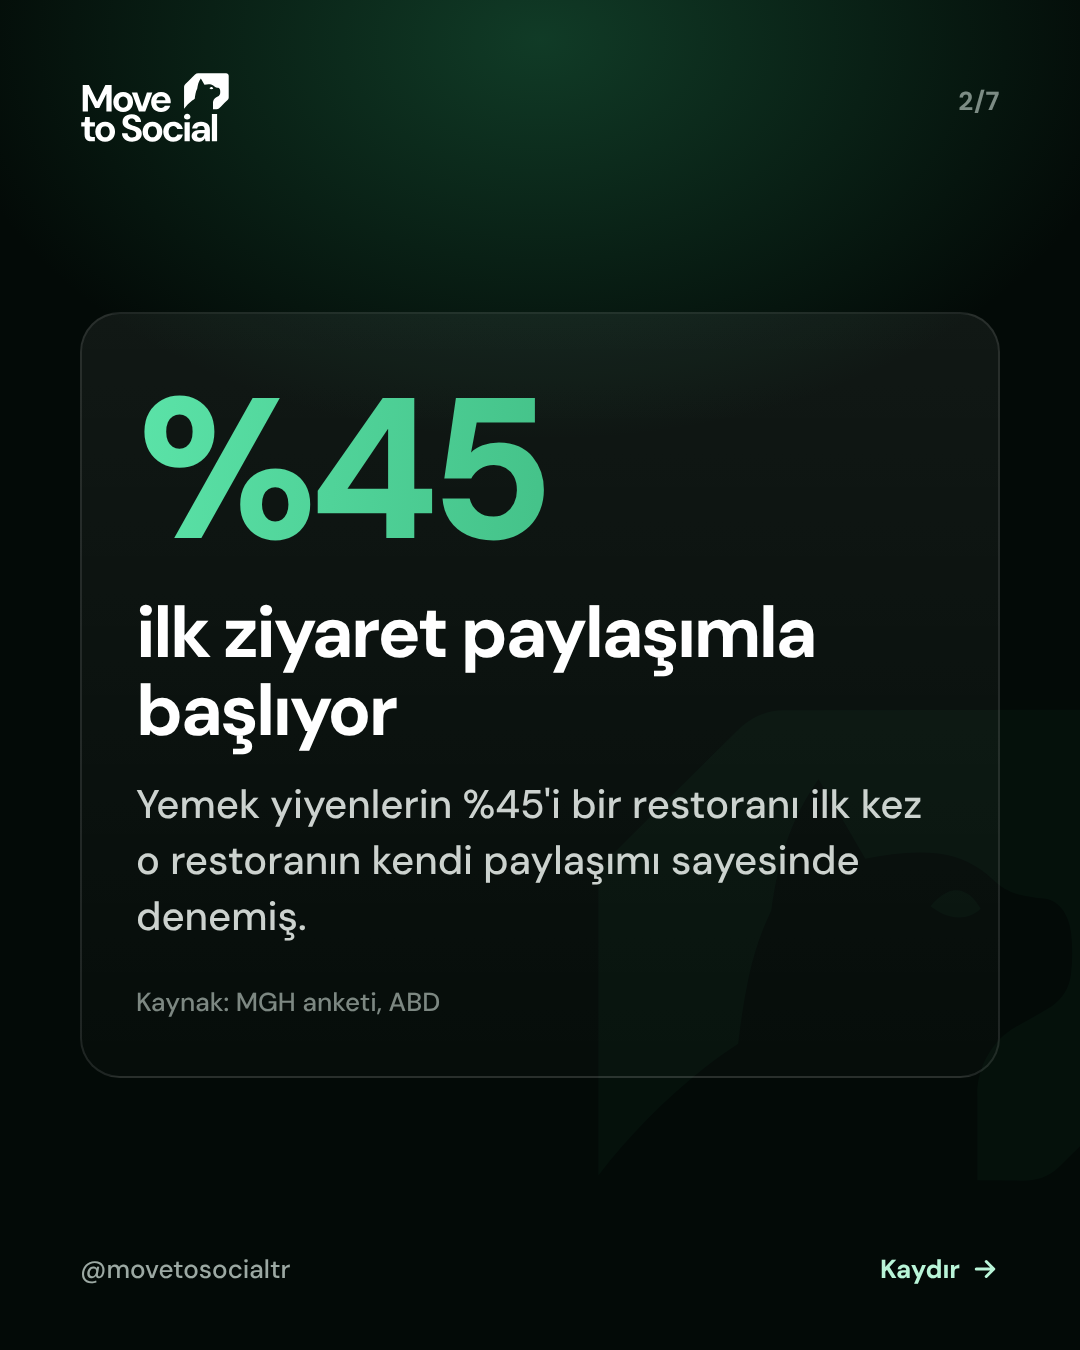 Move
to Social
2/7
%45
ilk ziyaret paylaşımla
başlıyor
Yemek yiyenlerin %45'i bir restoranı ilk kez
o restoranın kendi paylaşımı sayesinde
denemiş.
Kaynak: MGH anketi, ABD
@movetosocialtr
Kaydır →